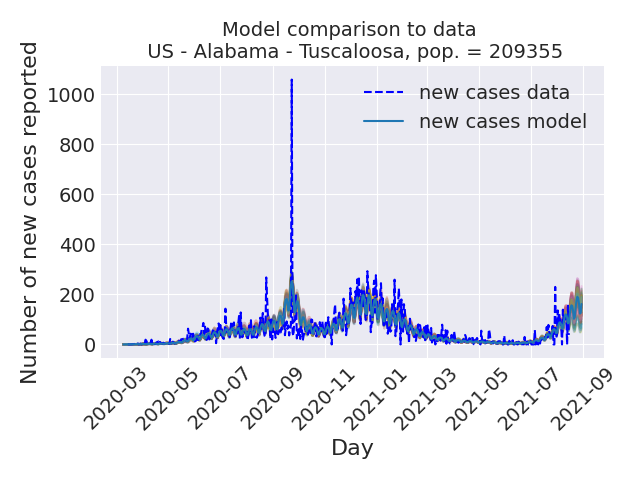 Model comparison to data
US - Alabama - Tuscaloosa, pop. = 209355
new cases data
new cases model
Number of new cases reported
1000
800
600
400
200
0
2020-03
2020-05
2020-07
2020-09
2020-11
2021-01
2021-03
2021-05
2021-07
2021-09
Day